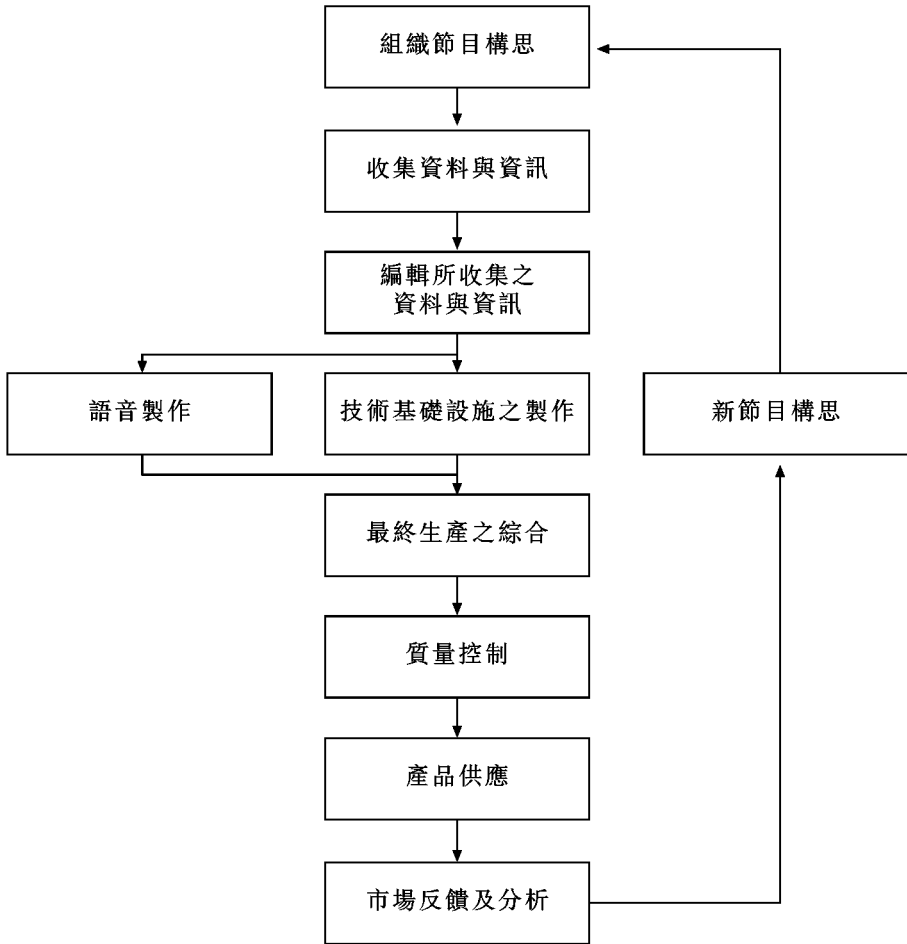 組織節目構思
收集資料與資訊
編輯所收集之
資料與資訊
語音製作
技術基礎設施之製作
新節目構思
最終生產之綜合
質量控制
產品供應
市場反饋及分析